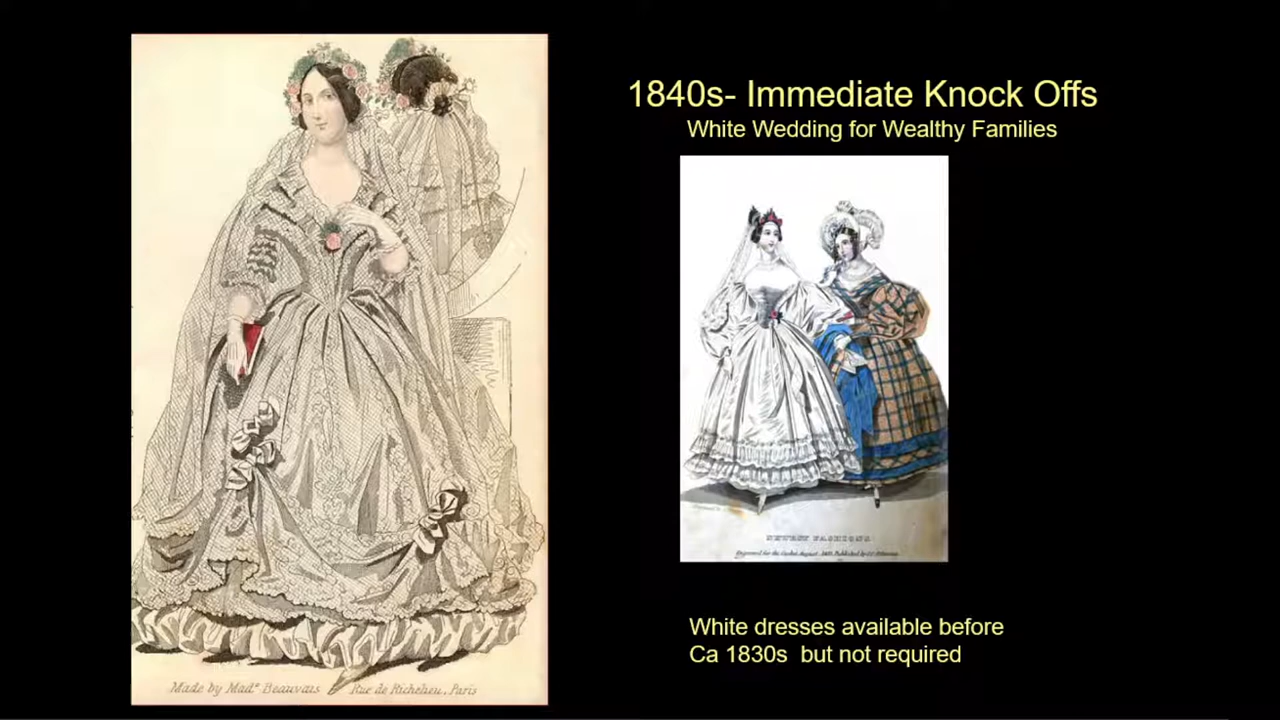 1840s- Immediate Knock Offs
White Wedding for Wealthy Families
Made by Mad.e Beauvais Rue de Richelieu, Paris
NEWEST FASHIONS
White dresses available before
Ca 1830s but not required